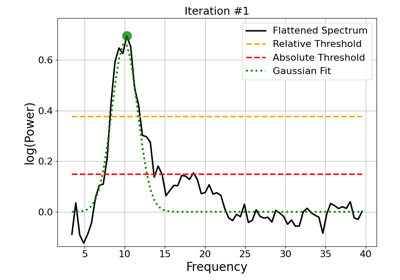 Iteration #1
Flattened Spectrum
Relative Threshold
Absolute Threshold
Gaussian Fit
log(Power)
0.6
0.4
0.2
0.0
5 10 15 20 25 30 35 40
Frequency